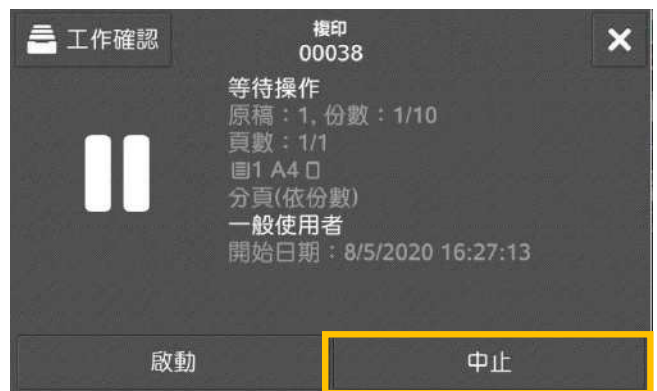 工作確認
複印
00038
等待操作
原稿：1, 份數：1/10
頁數：1/1
1 A4
分頁(依份數)
一般使用者
開始日期：8/5/2020 16:27:13
啟動
中止